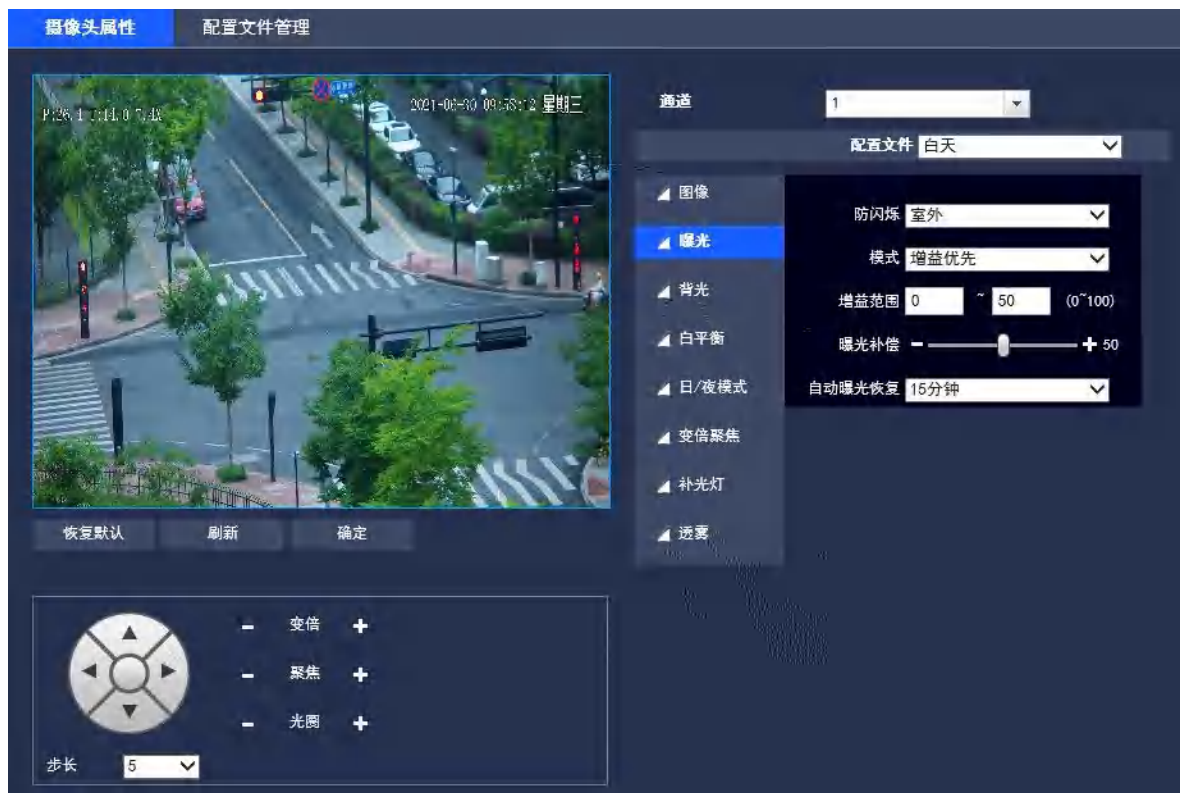 摄像头属性 配置文件管理
2021-06-30 09:58:12 星期三
通道 1
配置文件 白天
图像
曝光
背光
白平衡
日/夜模式
变倍聚焦
补光灯
透雾
防闪烁 室外
模式 增益优先
增益范围 0 ~ 50 (0~100)
曝光补偿 - + 50
自动曝光恢复 15分钟
恢复默认 刷新 确定
- 变倍 +
- 聚焦 +
- 光圈 +
步长 5